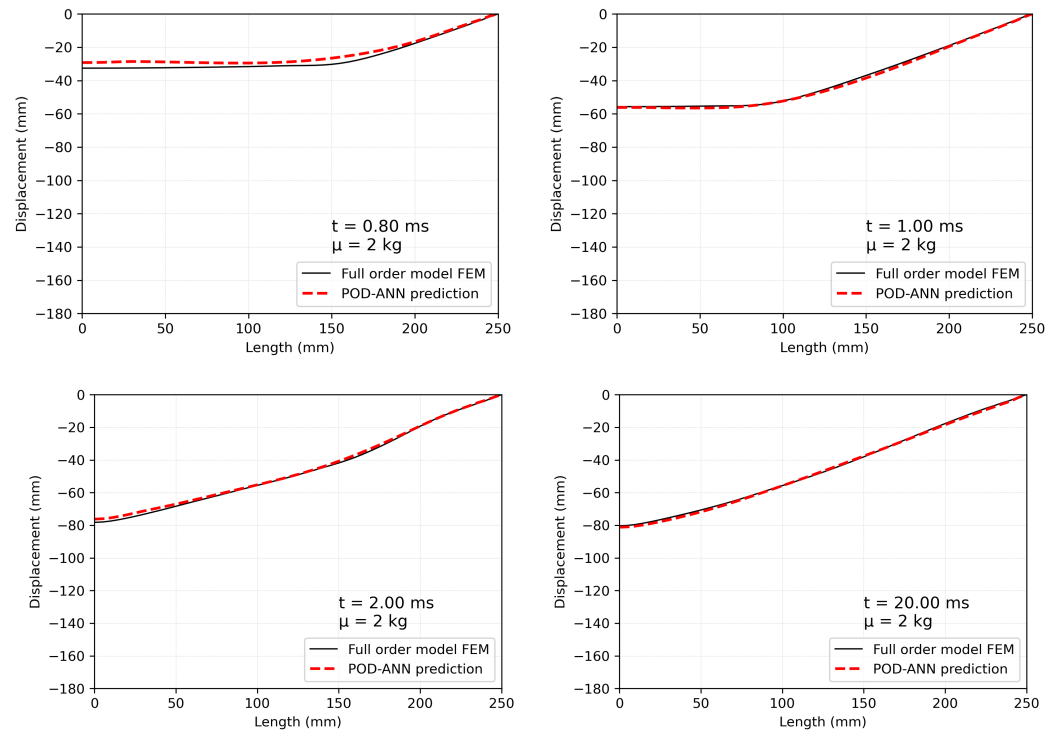 0
−20
−40
−60
−80
−100
−120
−140
−160
−180
Displacement (mm)
t = 0.80 ms
μ = 2 kg
Full order model FEM
POD-ANN prediction
0 50 100 150 200 250
Length (mm)
0
−20
−40
−60
−80
−100
−120
−140
−160
−180
Displacement (mm)
t = 1.00 ms
μ = 2 kg
Full order model FEM
POD-ANN prediction
0 50 100 150 200 250
Length (mm)
0
−20
−40
−60
−80
−100
−120
−140
−160
−180
Displacement (mm)
t = 2.00 ms
μ = 2 kg
Full order model FEM
POD-ANN prediction
0 50 100 150 200 250
Length (mm)
0
−20
−40
−60
−80
−100
−120
−140
−160
−180
Displacement (mm)
t = 20.00 ms
μ = 2 kg
Full order model FEM
POD-ANN prediction
0 50 100 150 200 250
Length (mm)